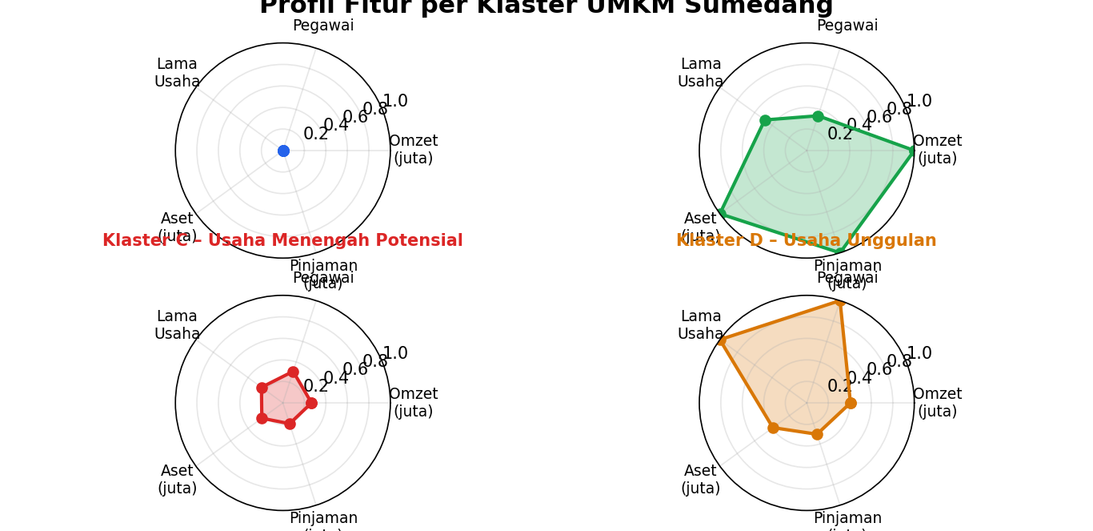 Profil Fitur per Klaster UMKM Sumedang
Pegawai
Lama
Usaha
1.0
0.8
0.6
0.4
0.2
Omzet
(juta)
Aset
(juta)
Pinjaman
(juta)
Pegawai
Lama
Usaha
1.0
0.8
0.6
0.4
0.2
Omzet
(juta)
Aset
(juta)
Pinjaman
(juta)
Klaster C – Usaha Menengah Potensial
Pegawai
Lama
Usaha
1.0
0.8
0.6
0.4
0.2
Omzet
(juta)
Aset
(juta)
Pinjaman
Klaster D – Usaha Unggulan
Pegawai
Lama
Usaha
1.0
0.8
0.6
0.4
0.2
Omzet
(juta)
Aset
(juta)
Pinjaman